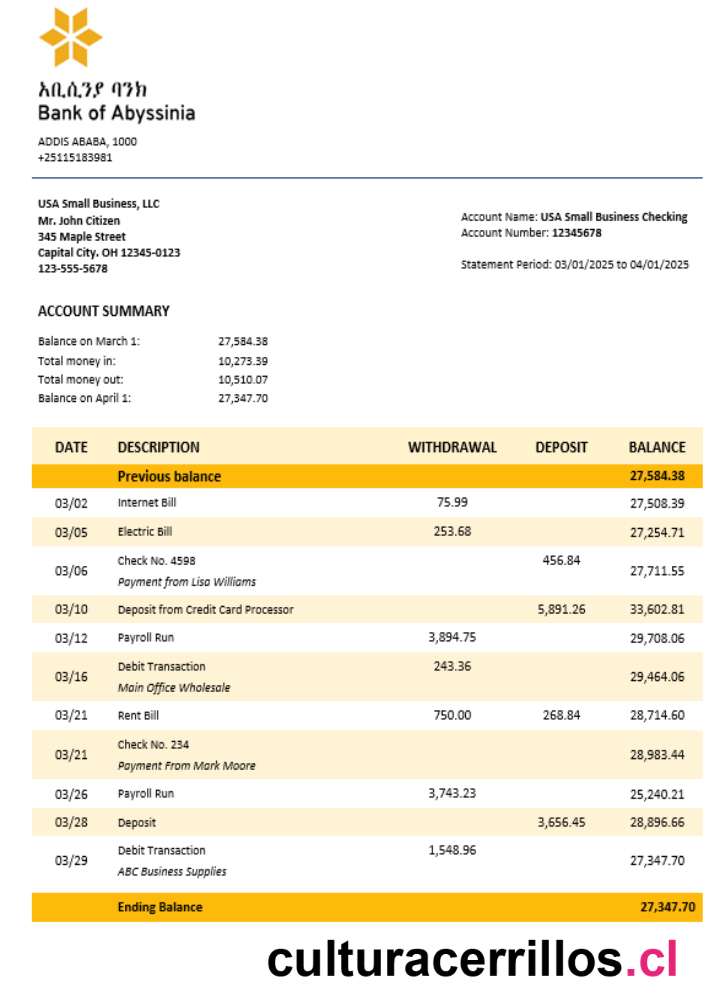 አቢሲንያ ባንክ
Bank of Abyssinia
ADDIS ABABA, 1000
+25115183981
USA Small Business, LLC
Mr. John Citizen
345 Maple Street
Capital City. OH 12345-0123
123-555-5678
Account Name: USA Small Business Checking
Account Number: 12345678
Statement Period: 03/01/2025 to 04/01/2025
ACCOUNT SUMMARY
Balance on March 1: 27,584.38
Total money in: 10,273.39
Total money out: 10,510.07
Balance on April 1: 27,347.70
DATE DESCRIPTION WITHDRAWAL DEPOSIT BALANCE
Previous balance 27,584.38
03/02 Internet Bill 75.99 27,508.39
03/05 Electric Bill 253.68 27,254.71
03/06 Check No. 4598 456.84 27,711.55
Payment from Lisa Williams
03/10 Deposit from Credit Card Processor 5,891.26 33,602.81
03/12 Payroll Run 3,894.75 29,708.06
03/16 Debit Transaction 243.36 29,464.06
Main Office Wholesale
03/21 Rent Bill 750.00 268.84 28,714.60
03/21 Check No. 234 28,983.44
Payment From Mark Moore
03/26 Payroll Run 3,743.23 25,240.21
03/28 Deposit 3,656.45 28,896.66
03/29 Debit Transaction 1,548.96 27,347.70
ABC Business Supplies
Ending Balance 27,347.70
culturacerrillos.cl